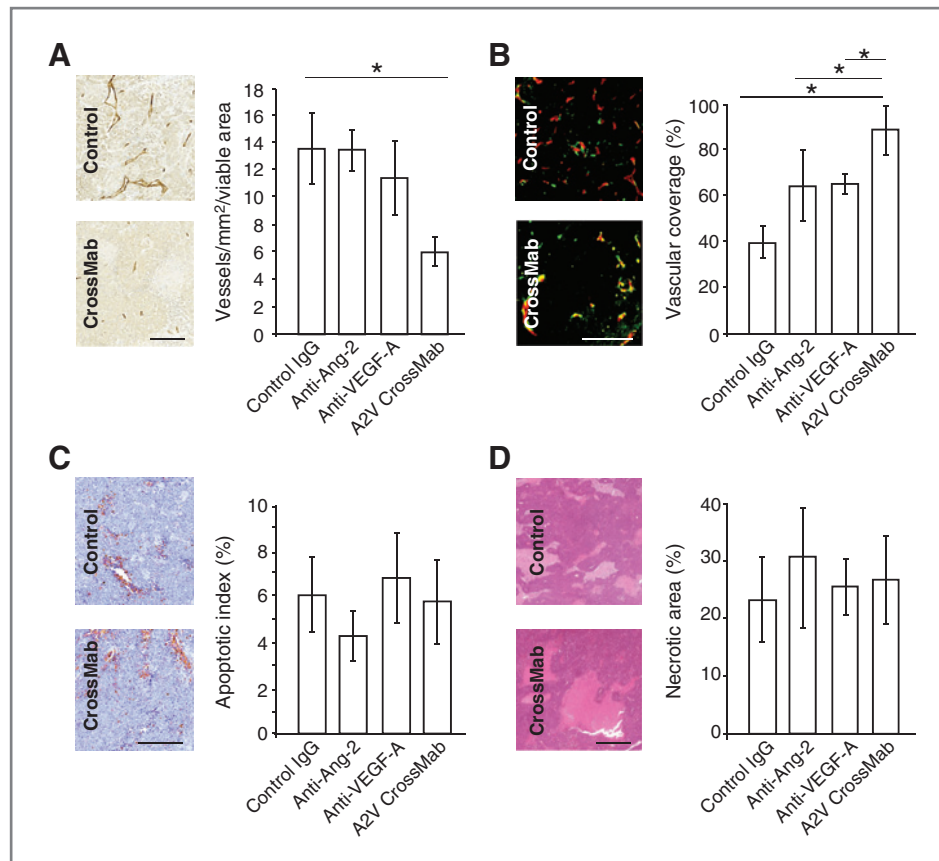 A
Control
CrossMab
*
Vessels/mm²/viable area
18
16
14
12
10
8
6
4
2
0
Control IgG
Anti-Ang-2
Anti-VEGF-A
A2V CrossMab
B
Control
CrossMab
*
*
*
Vascular coverage (%)
100
80
60
40
20
0
Control IgG
Anti-Ang-2
Anti-VEGF-A
A2V CrossMab
C
Control
CrossMab
Apoptotic index (%)
10
8
6
4
2
0
Control IgG
Anti-Ang-2
Anti-VEGF-A
A2V CrossMab
D
Control
CrossMab
Necrotic area (%)
40
30
20
10
0
Control IgG
Anti-Ang-2
Anti-VEGF-A
A2V CrossMab